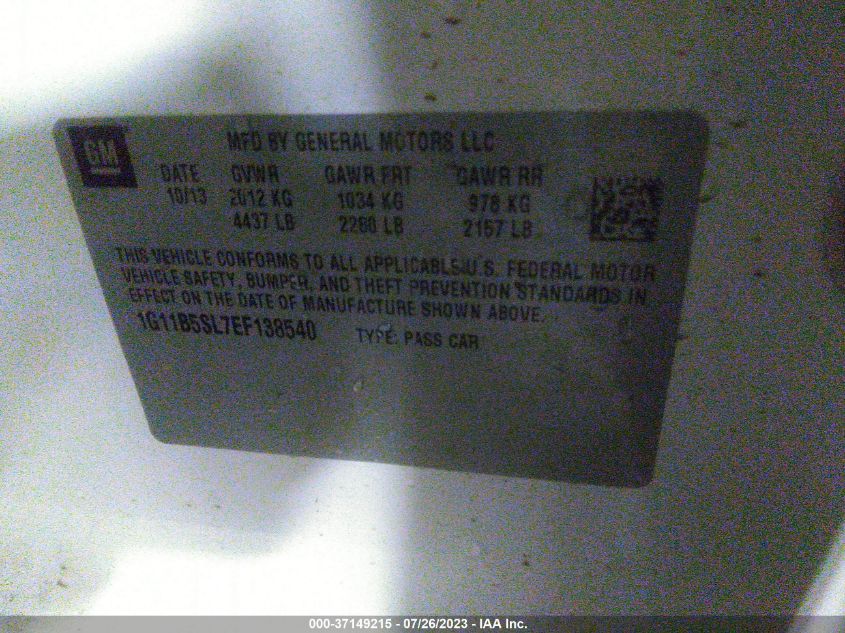 GM
MFD BY GENERAL MOTORS LLC
DATE GVWR GAWR FRT GAWR RR
10/13 2012 KG 1034 KG 978 KG
4437 LB 2280 LB 2157 LB
THIS VEHICLE CONFORMS TO ALL APPLICABLE U.S. FEDERAL MOTOR
VEHICLE SAFETY, BUMPER, AND THEFT PREVENTION STANDARDS IN
EFFECT ON THE DATE OF MANUFACTURE SHOWN ABOVE.
1G11B5SL7EF138540 TYPE: PASS CAR
000-37149215 - 07/26/2023 - IAA Inc.